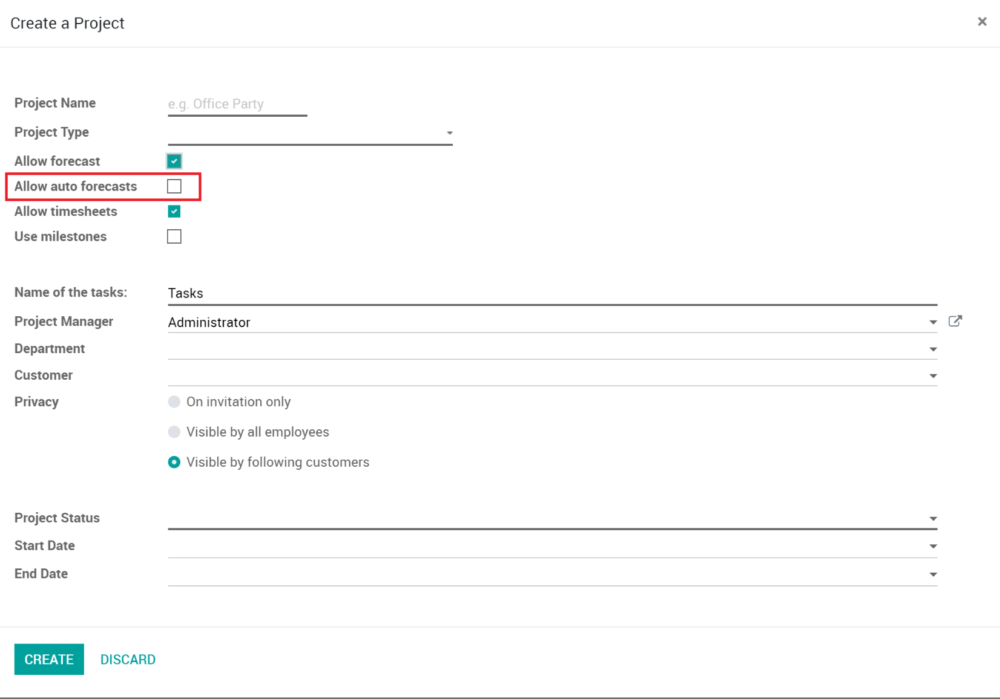 Create a Project
Project Name e.g. Office Party
Project Type
Allow forecast
Allow auto forecasts
Allow timesheets
Use milestones
Name of the tasks: Tasks
Project Manager Administrator
Department
Customer
Privacy On invitation only
Visible by all employees
Visible by following customers
Project Status
Start Date
End Date
CREATE DISCARD